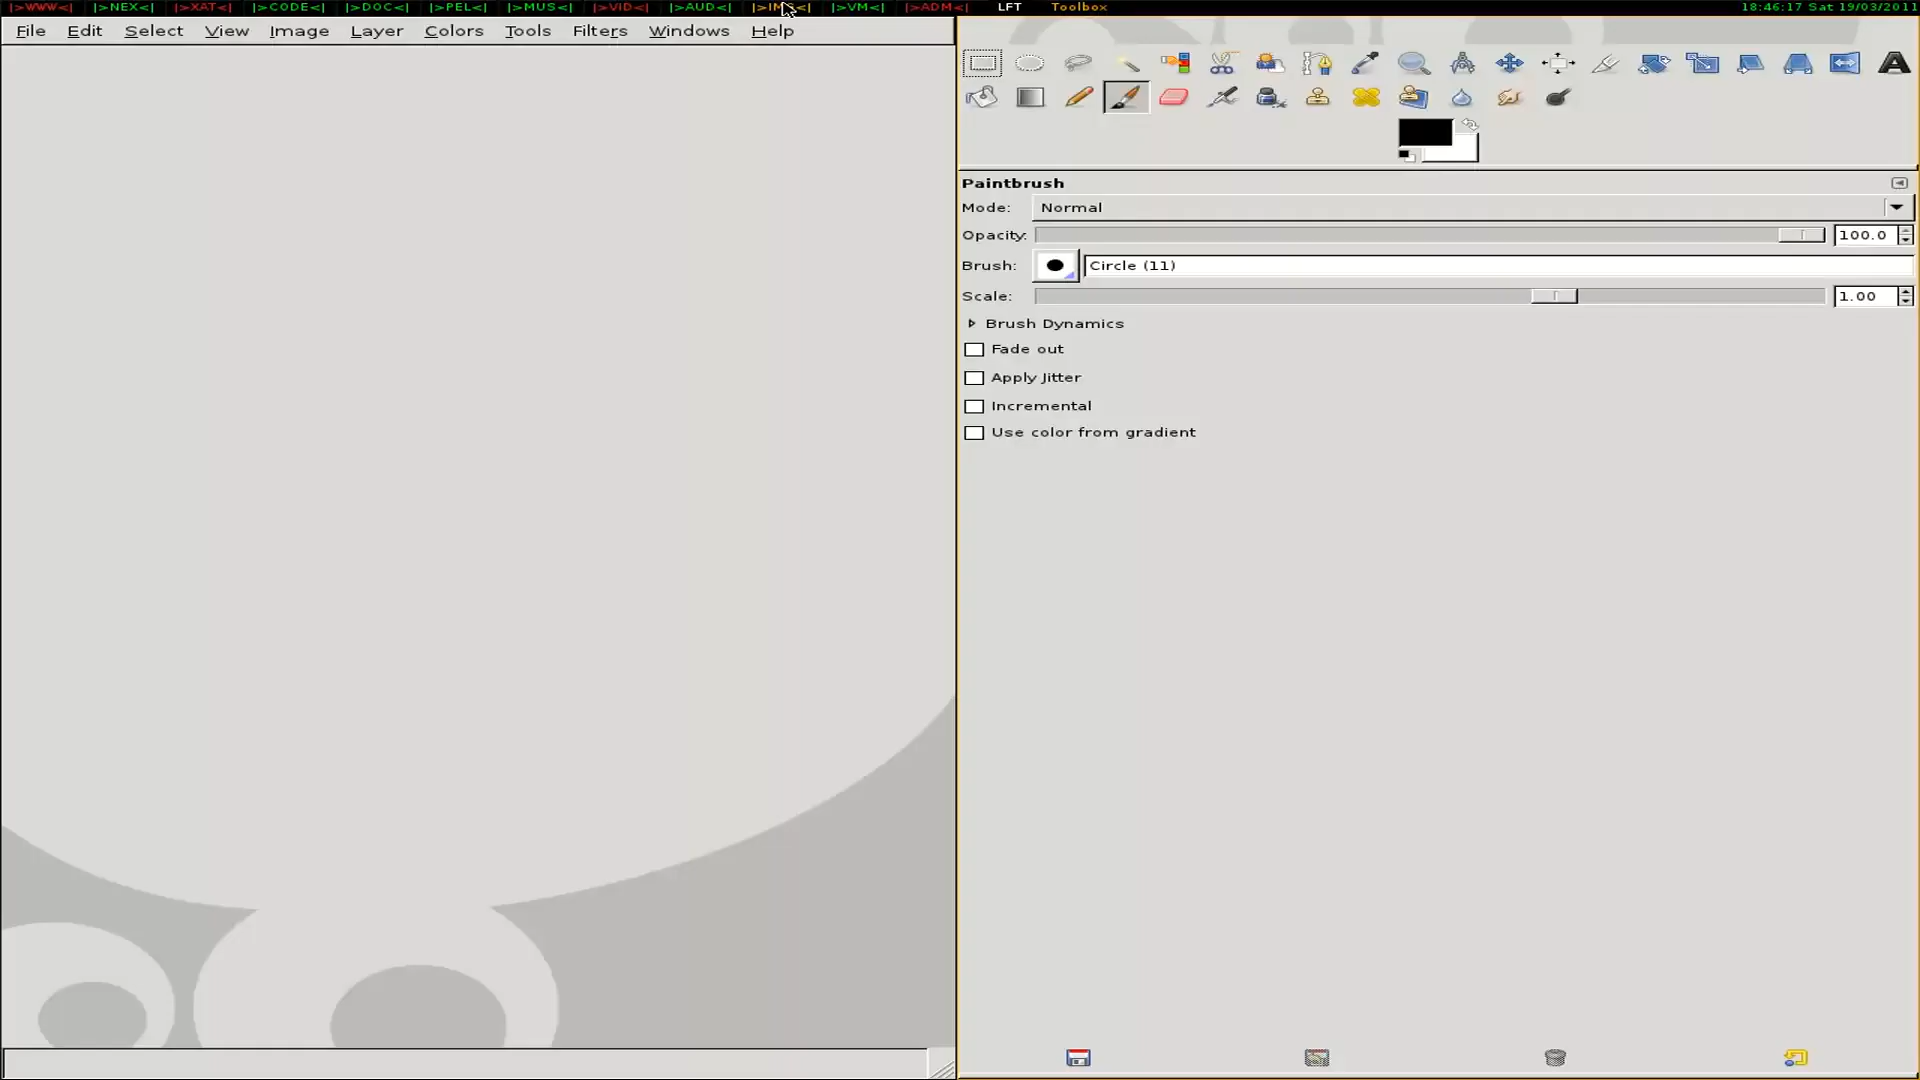 |>WWW<| |>NEX<| |>XAT<| |>CODE<| |>DOC<| |>PEL<| |>MUS<| |>VID<| |>AUD<| |>VM<| |>ADM<| LFT Toolbox 18:46:17 Sat 19/03/2011
File Edit Select View Image Layer Colors Tools Filters Windows Help
Paintbrush
Mode: Normal
Opacity: 100.0
Brush: Circle (11)
Scale: 1.00
Brush Dynamics
Fade out
Apply Jitter
Incremental
Use color from gradient